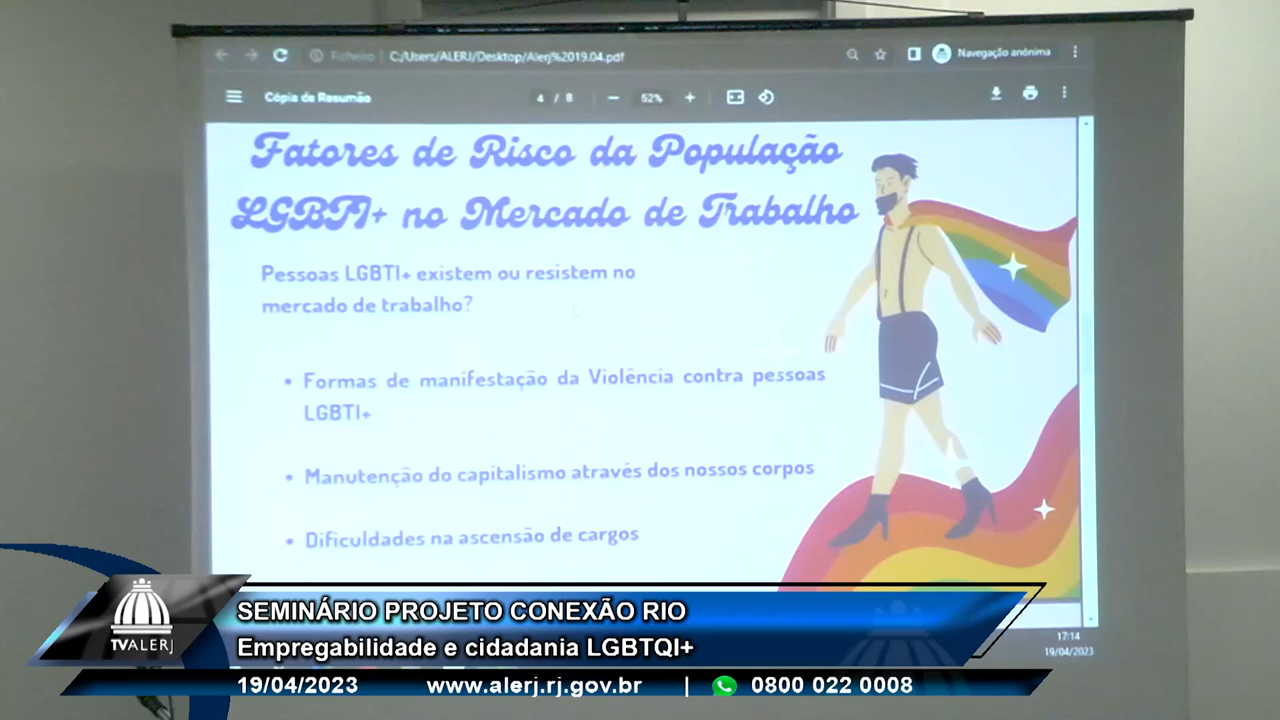 Ficheiro
C:/Users/ALERJ/Desktop/Alerj%2019.04.pdf
Navegação anónima
Cópia de Resumão
4 / 8
52%
Fatores de Risco da População
LGBTI+ no Mercado de Trabalho
Pessoas LGBTI+ existem ou resistem no
mercado de trabalho?
• Formas de manifestação da Violência contra pessoas
LGBTI+
• Manutenção do capitalismo através dos nossos corpos
• Dificuldades na ascensão de cargos
17:14
19/04/2023
TVALERJ
SEMINÁRIO PROJETO CONEXÃO RIO
Empregabilidade e cidadania LGBTQI+
19/04/2023 www.alerj.rj.gov.br | 0800 022 0008